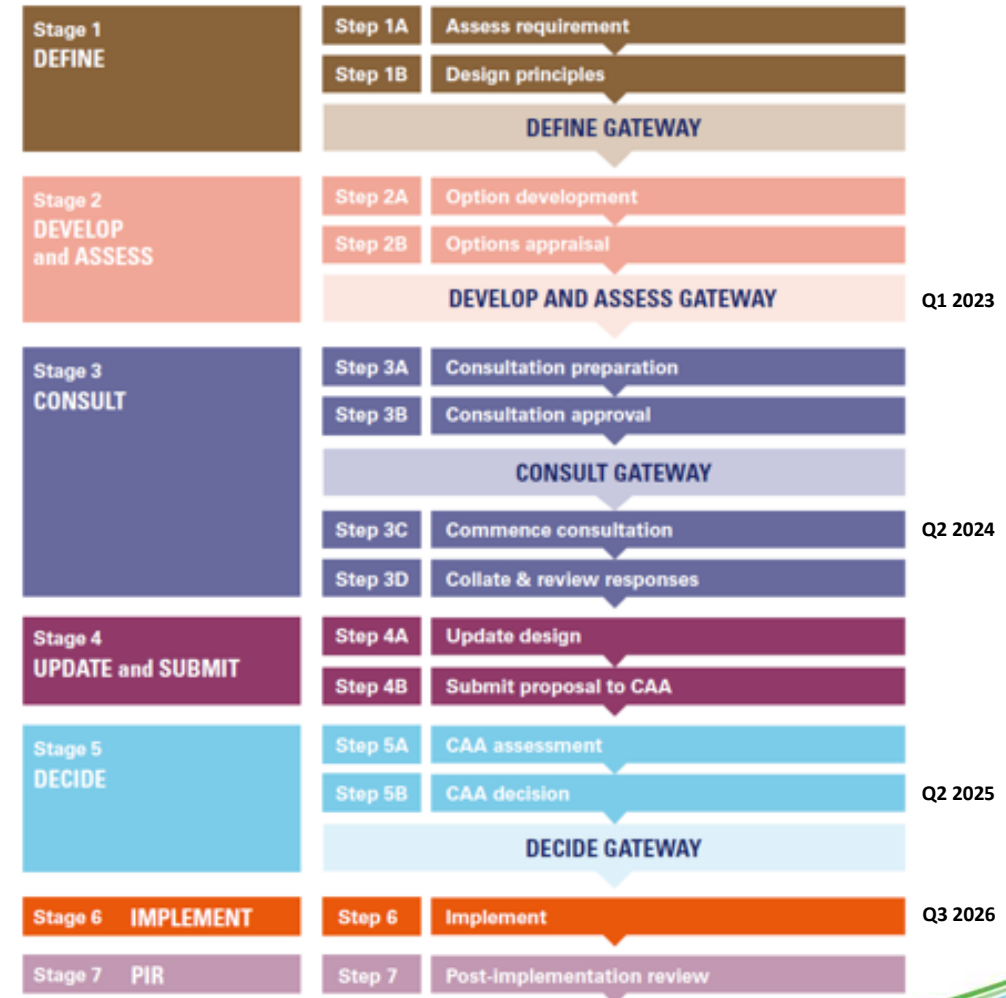 Stage 1
DEFINE
Step 1A Assess requirement
Step 1B Design principles
DEFINE GATEWAY
Stage 2
DEVELOP
and ASSESS
Step 2A Option development
Step 2B Options appraisal
DEVELOP AND ASSESS GATEWAY Q1 2023
Stage 3
CONSULT
Step 3A Consultation preparation
Step 3B Consultation approval
CONSULT GATEWAY
Step 3C Commence consultation Q2 2024
Step 3D Collate & review responses
Stage 4
UPDATE and SUBMIT
Step 4A Update design
Step 4B Submit proposal to CAA
Stage 5
DECIDE
Step 5A CAA assessment
Step 5B CAA decision Q2 2025
DECIDE GATEWAY
Stage 6 IMPLEMENT Step 6 Implement Q3 2026
Stage 7 PIR Step 7 Post-implementation review